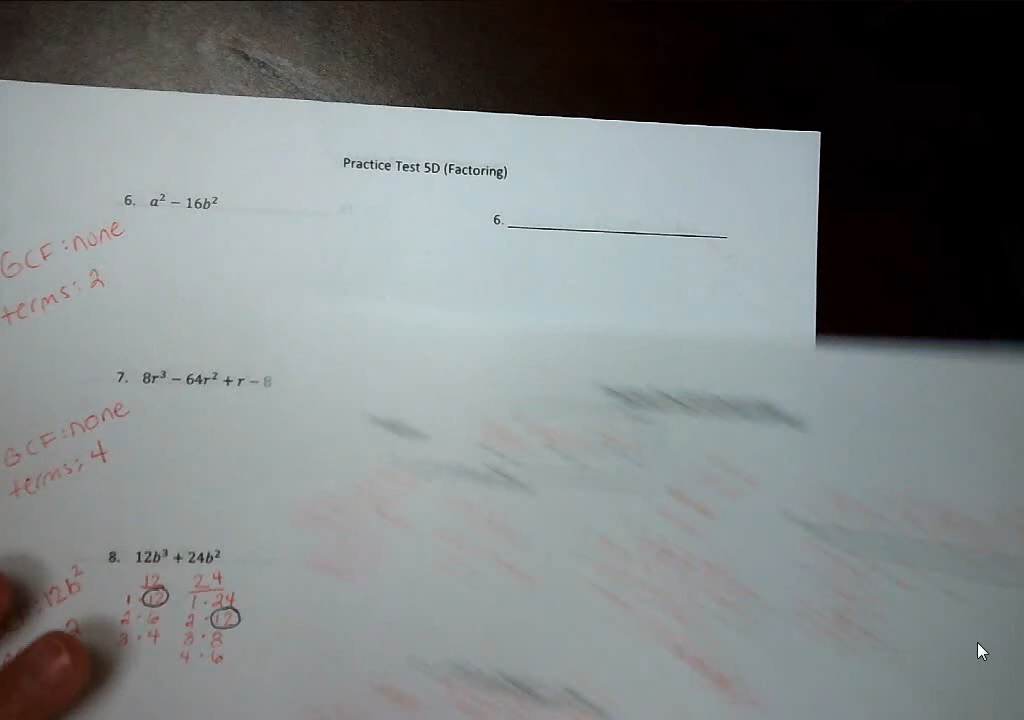 Practice Test 5D (Factoring)
6. a² − 16b²
6.
GCF: none
terms: 2
7. 8r³ − 64r² + r − 8
GCF: none
terms: 4
8. 12b³ + 24b²
12b²
2
12 24
1 · 12 1 · 24
2 · 6 2 · 12
3 · 4 3 · 8
4 · 6